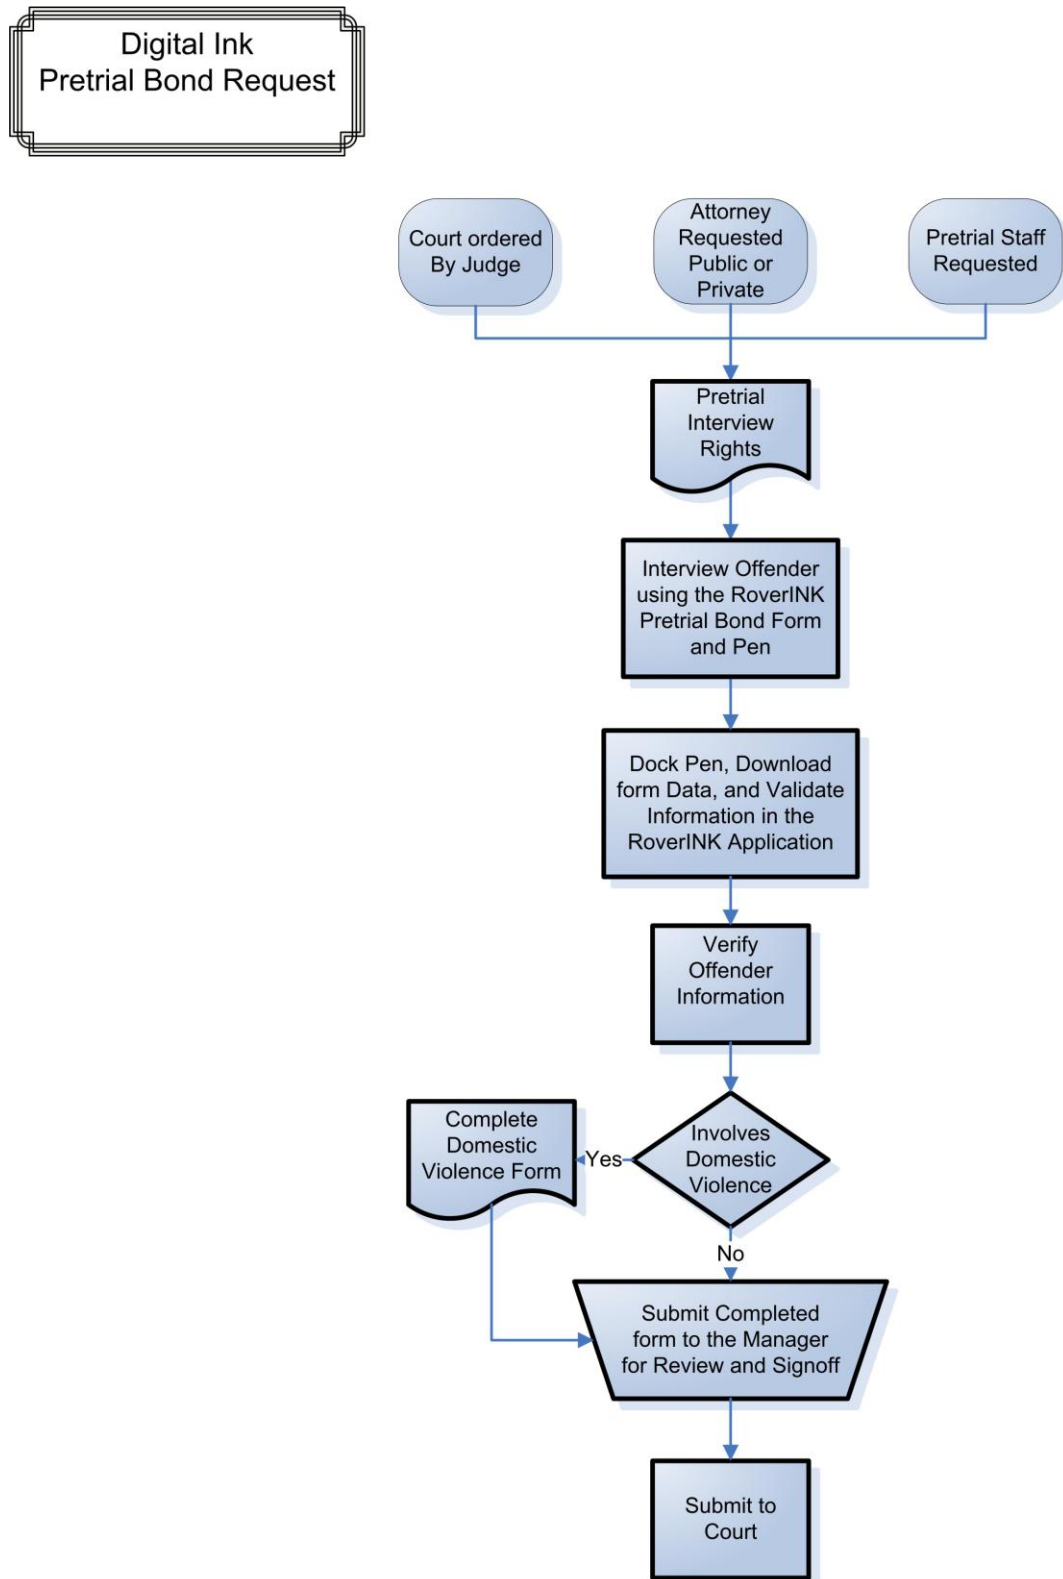 Digital Ink
Pretrial Bond Request
Court ordered
By Judge
Attorney
Requested
Public or
Private
Pretrial Staff
Requested
Pretrial
Interview
Rights
Interview Offender
using the RoverINK
Pretrial Bond Form
and Pen
Dock Pen, Download
form Data, and Validate
Information in the
RoverINK Application
Verify
Offender
Information
Involves
Domestic
Violence
Yes
Complete
Domestic
Violence Form
No
Submit Completed
form to the Manager
for Review and Signoff
Submit to
Court